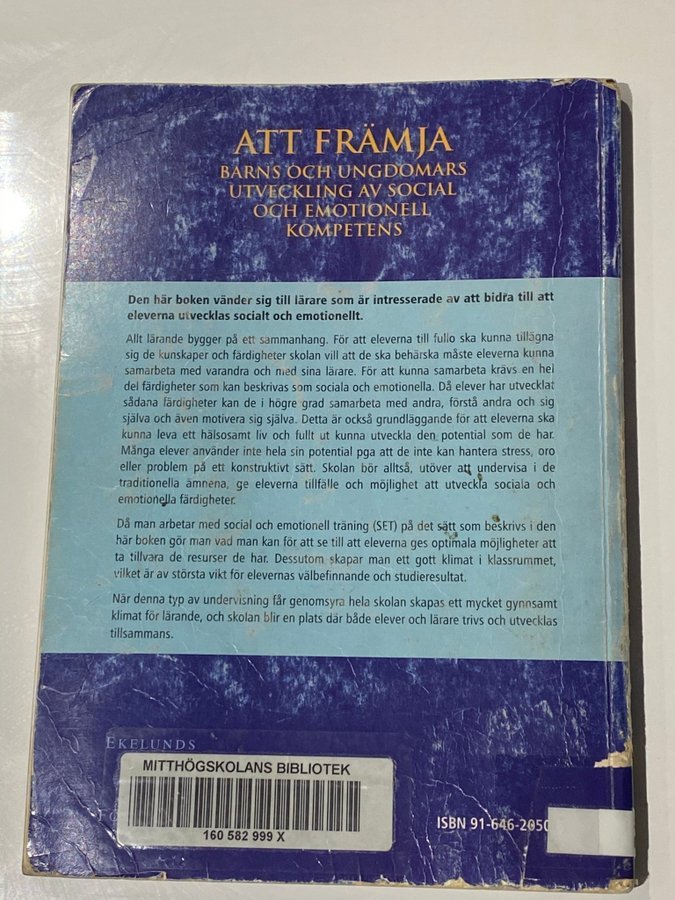 ATT FRÄMJA
BARNS OCH UNGDOMARS
UTVECKLING AV SOCIAL
OCH EMOTIONELL
KOMPETENS
Den här boken vänder sig till lärare som är intresserade av att bidra till att
eleverna utvecklas socialt och emotionellt.
Allt lärande bygger på ett sammanhang. För att eleverna till fullo ska kunna tillägna
sig de kunskaper och färdigheter skolan vill att de ska behärska måste eleverna kunna
samarbeta med varandra och med sina lärare. För att kunna samarbeta krävs en hel
del färdigheter som kan beskrivas som sociala och emotionella. Då elever har utvecklat
sådana färdigheter kan de i högre grad samarbeta med andra, förstå andra och sig
själva och även motivera sig själva. Detta är också grundläggande för att eleverna ska
kunna leva ett hälsosamt liv och fullt ut kunna utveckla den potential som de har.
Många elever använder inte hela sin potential pga att de inte kan hantera stress, oro
eller problem på ett konstruktivt sätt. Skolan bör alltså, utöver att undervisa i de
traditionella ämnena, ge eleverna tillfälle och möjlighet att utveckla sociala och
emotionella färdigheter.
Då man arbetar med social och emotionell träning (SET) på det sätt som beskrivs i den
här boken gör man vad man kan för att se till att eleverna ges optimala möjligheter att
ta tillvara de resurser de har. Dessutom skapar man ett gott klimat i klassrummet,
vilket är av största vikt för elevernas välbefinnande och studieresultat.
När denna typ av undervisning får genomsyra hela skolan skapas ett mycket gynnsamt
klimat för lärande, och skolan blir en plats där både elever och lärare trivs och utvecklas
tillsammans.
EKELUNDS
MITTHÖGSKOLANS BIBLIOTEK
160 582 999 X
ISBN 91-646-2050